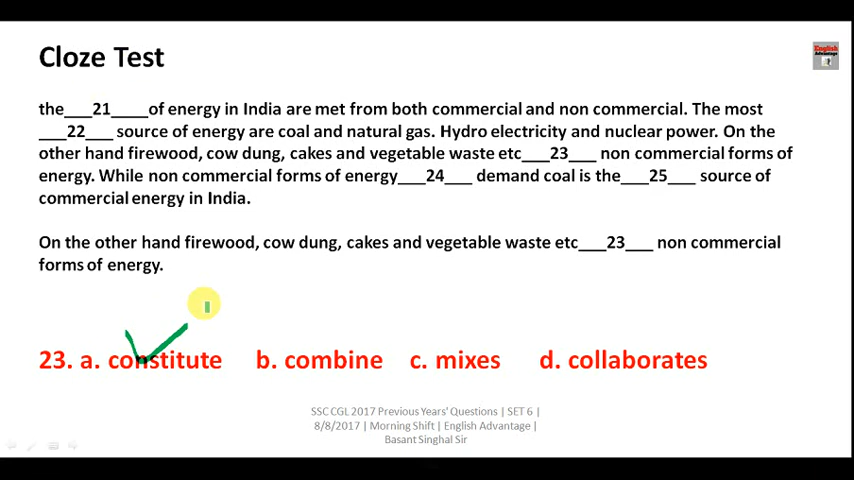 Cloze Test
English
Advantage
the___21____of energy in India are met from both commercial and non commercial. The most
___22___ source of energy are coal and natural gas. Hydro electricity and nuclear power. On the
other hand firewood, cow dung, cakes and vegetable waste etc___23___ non commercial forms of
energy. While non commercial forms of energy___24___ demand coal is the___25___ source of
commercial energy in India.
On the other hand firewood, cow dung, cakes and vegetable waste etc___23___ non commercial
forms of energy.
23. a. constitute b. combine c. mixes d. collaborates
SSC CGL 2017 Previous Years' Questions | SET 6 |
8/8/2017 | Morning Shift | English Advantage |
Basant Singhal Sir